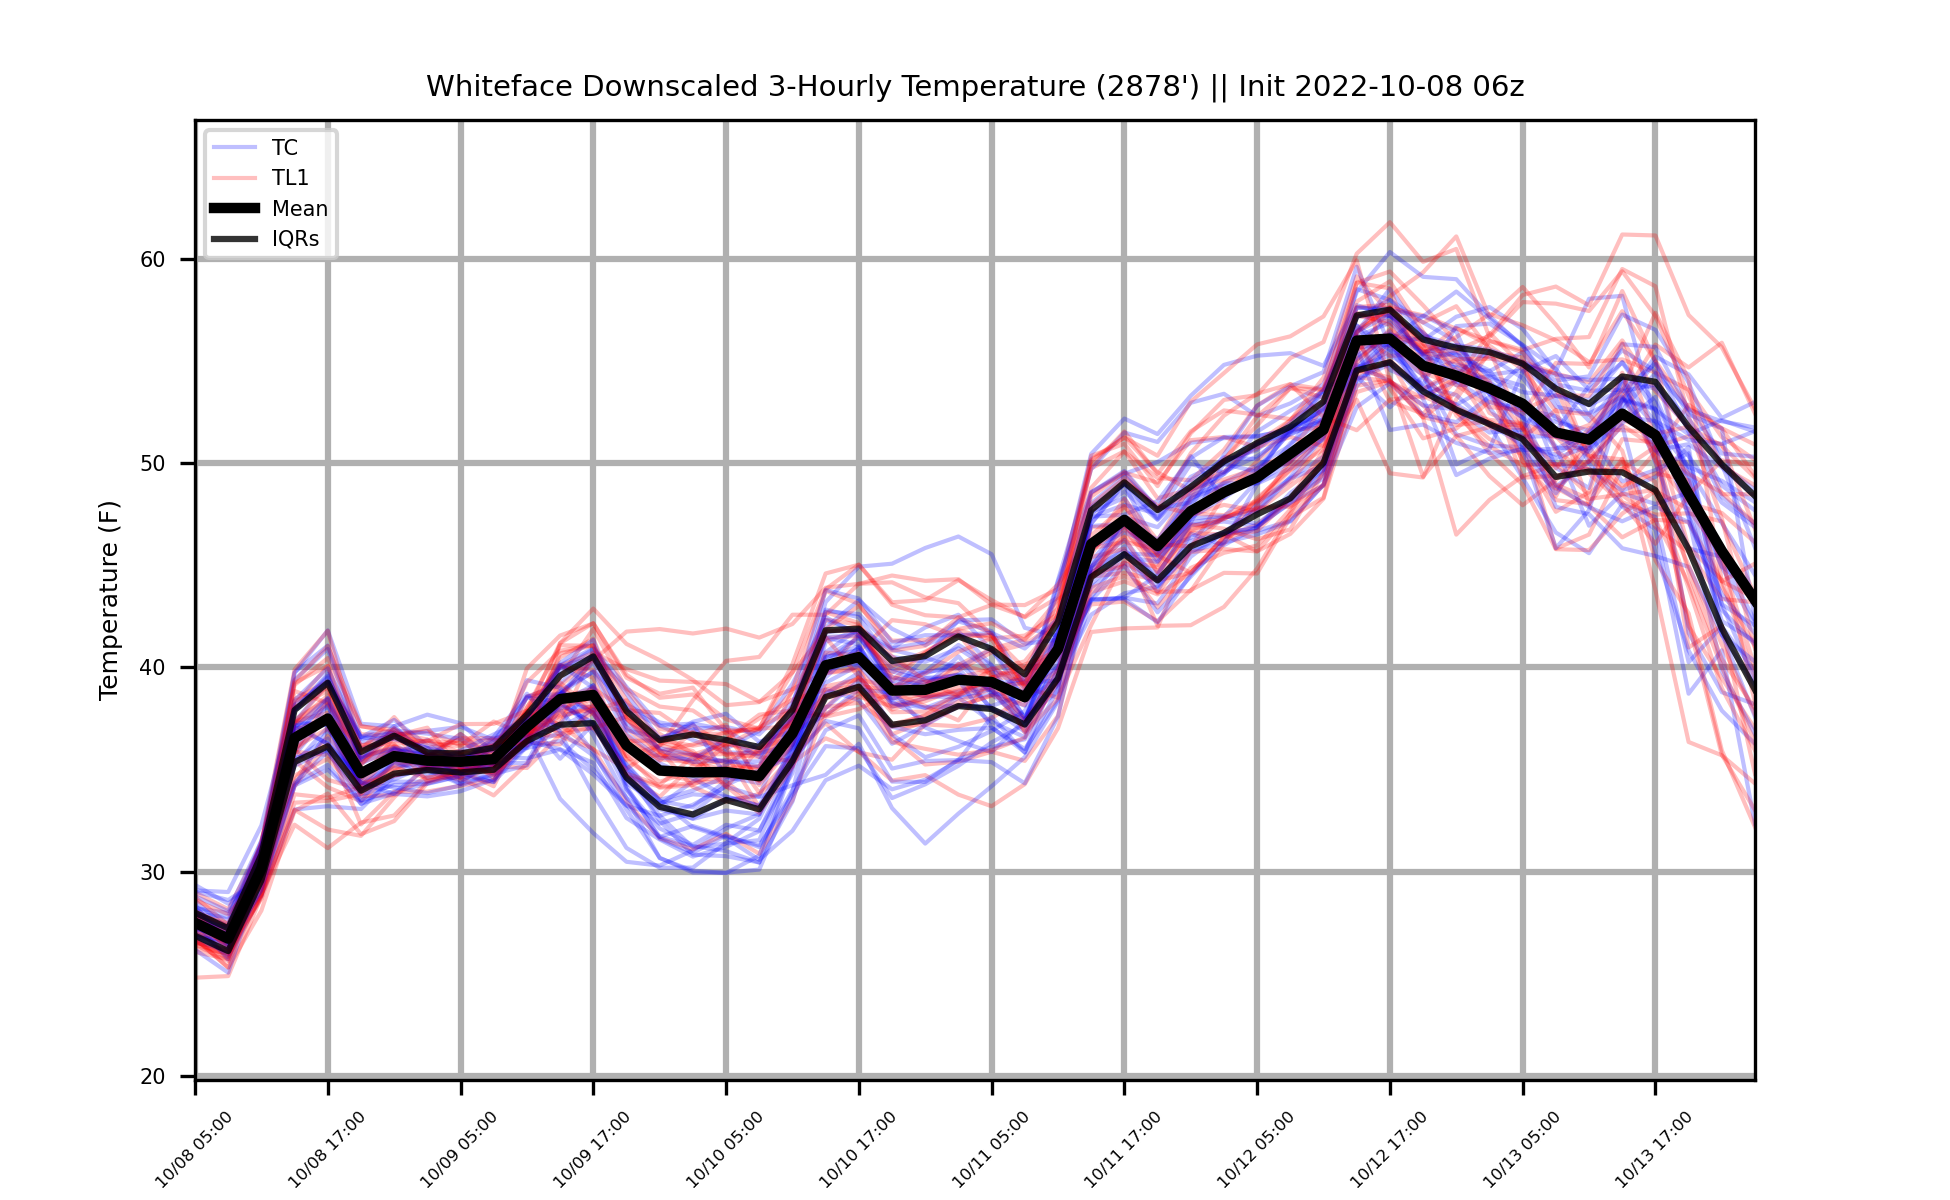 Whiteface Downscaled 3-Hourly Temperature (2878') || Init 2022-10-08 06z
TC
TL1
Mean
IQRs
Temperature (F)
60
50
40
30
20
10/08 05:00
10/08 17:00
10/09 05:00
10/09 17:00
10/10 05:00
10/10 17:00
10/11 05:00
10/11 17:00
10/12 05:00
10/12 17:00
10/13 05:00
10/13 17:00